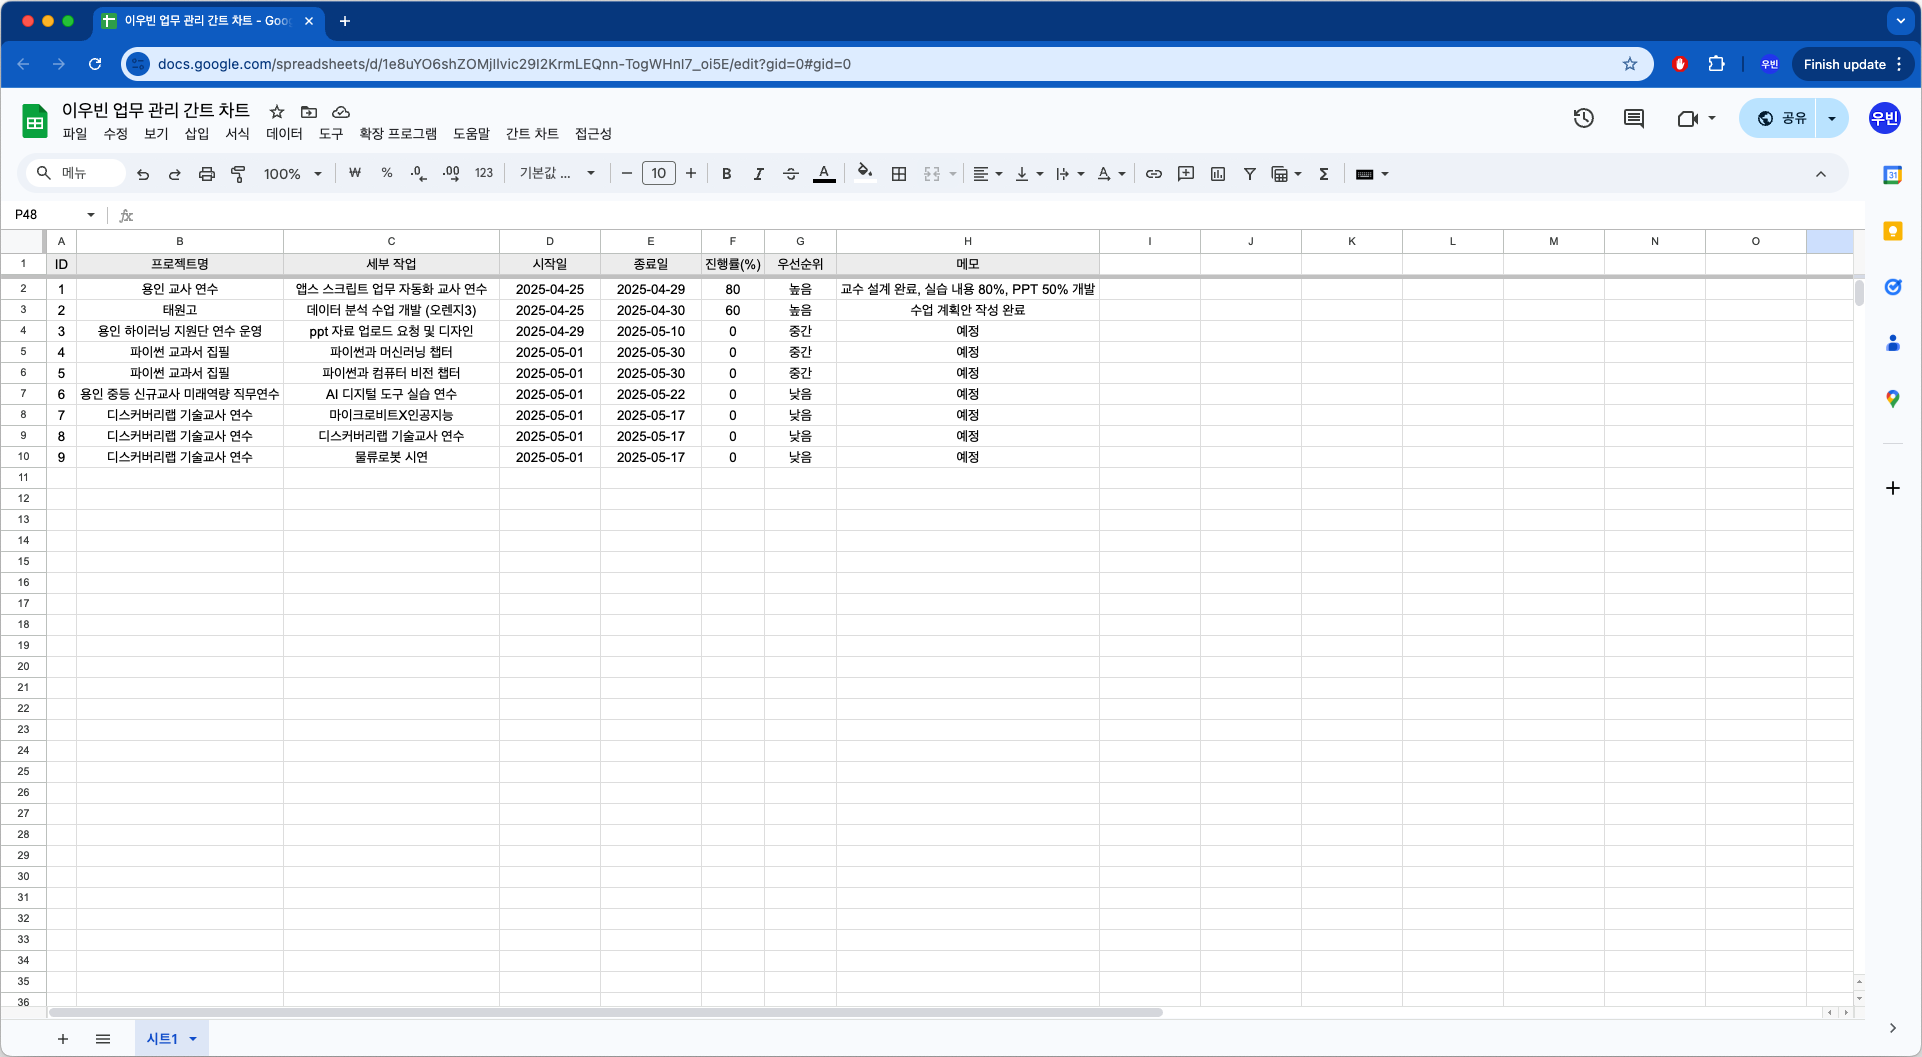 이우빈 업무 관리 간트 차트 - Goo
docs.google.com/spreadsheets/d/1e8uYO6shZOMjIlvic29I2KrmLEQnn-TogWHnl7_oi5E/edit?gid=0#gid=0
우빈
Finish update
이우빈 업무 관리 간트 차트
파일 수정 보기 삽입 서식 데이터 도구 확장 프로그램 도움말 간트 차트 접근성
공유
우빈
메뉴 100% ₩ % .0 .00 123 기본값 ... 10 B I A A Σ
31
P48 fx
A B C D E F G H I J K L M N O
1 ID 프로젝트명 세부 작업 시작일 종료일 진행률(%) 우선순위 메모
2 1 용인 교사 연수 앱스 스크립트 업무 자동화 교사 연수 2025-04-25 2025-04-29 80 높음 교수 설계 완료, 실습 내용 80%, PPT 50% 개발
3 2 태원고 데이터 분석 수업 개발 (오렌지3) 2025-04-25 2025-04-30 60 높음 수업 계획안 작성 완료
4 3 용인 하이러닝 지원단 연수 운영 ppt 자료 업로드 요청 및 디자인 2025-04-29 2025-05-10 0 중간 예정
5 4 파이썬 교과서 집필 파이썬과 머신러닝 챕터 2025-05-01 2025-05-30 0 중간 예정
6 5 파이썬 교과서 집필 파이썬과 컴퓨터 비전 챕터 2025-05-01 2025-05-30 0 중간 예정
7 6 용인 중등 신규교사 미래역량 직무연수 AI 디지털 도구 실습 연수 2025-05-01 2025-05-22 0 낮음 예정
8 7 디스커버리랩 기술교사 연수 마이크로비트X인공지능 2025-05-01 2025-05-17 0 낮음 예정
9 8 디스커버리랩 기술교사 연수 디스커버리랩 기술교사 연수 2025-05-01 2025-05-17 0 낮음 예정
10 9 디스커버리랩 기술교사 연수 물류로봇 시연 2025-05-01 2025-05-17 0 낮음 예정
11
12
13
14
15
16
17
18
19
20
21
22
23
24
25
26
27
28
29
30
31
32
33
34
35
36
시트1